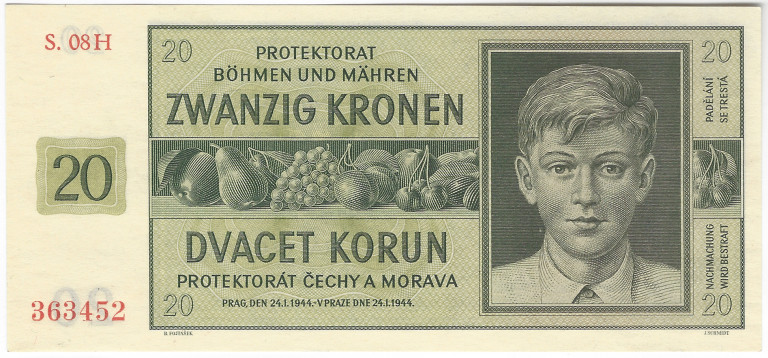 S. 08H
20
PROTEKTORAT
BÖHMEN UND MÄHREN
ZWANZIG KRONEN
20
PADĚLÁNÍ
SE TRESTÁ
20
DVACET KORUN
PROTEKTORÁT ČECHY A MORAVA
PRAG, DEN 24.I.1944.-V PRAZE DNE 24.I.1944.
20
363452
NACHMACHUNG
WIRD BESTRAFT
20
J. SCHMIDT